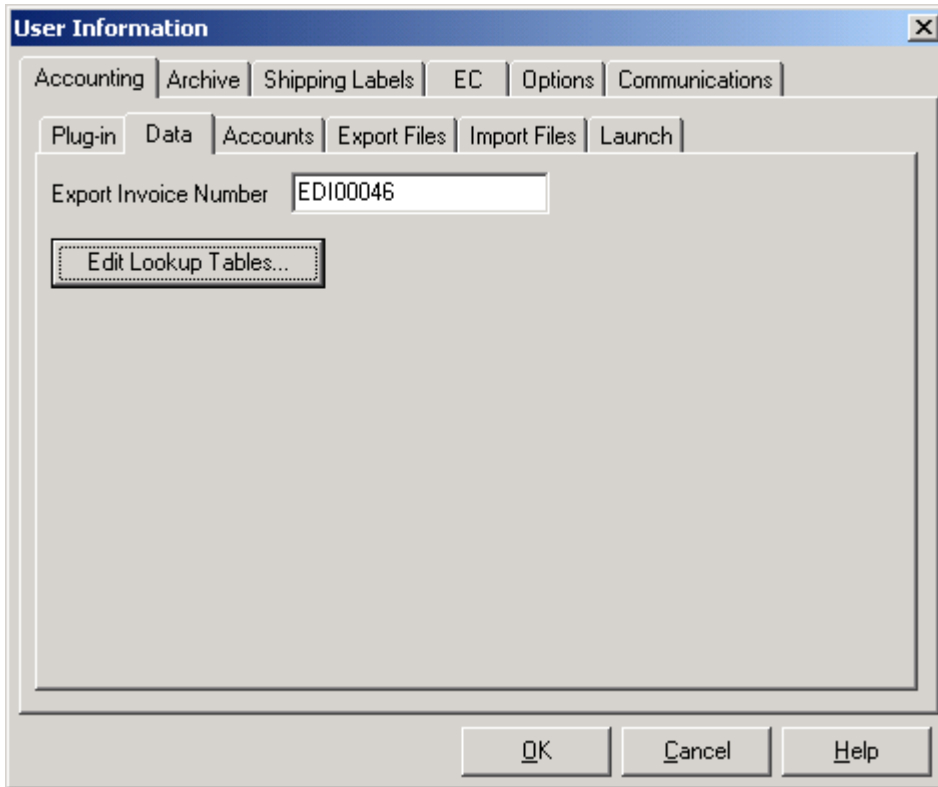 User Information
Accounting Archive Shipping Labels EC Options Communications
Plug-in Data Accounts Export Files Import Files Launch
Export Invoice Number EDI00046
Edit Lookup Tables...
OK Cancel Help